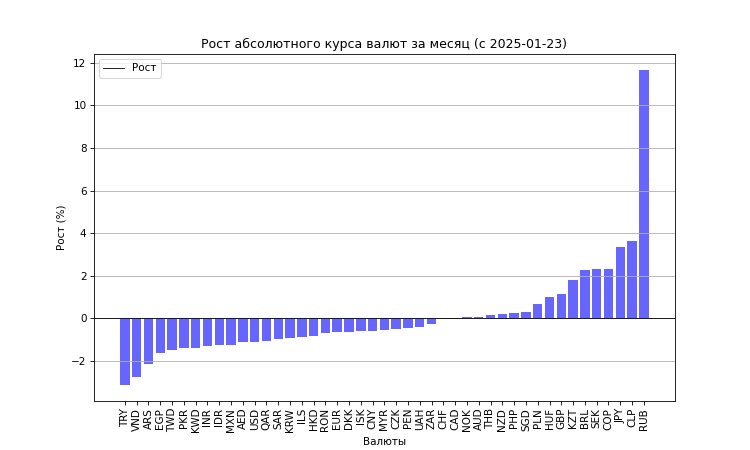 Рост абсолютного курса валют за месяц (с 2025-01-23)
Рост
12
10
8
6
4
2
0
−2
Рост (%)
TRY VND ARS EGP TWD PKR KWD INR IDR MXN AED USD QAR SAR KRW ILS HKD RON EUR DKK ISK CNY MYR CZK PEN UAH ZAR CHF CAD NOK AUD THB NZD PHP SGD PLN HUF GBP KZT BRL SEK COP JPY CLP RUB
Валюты